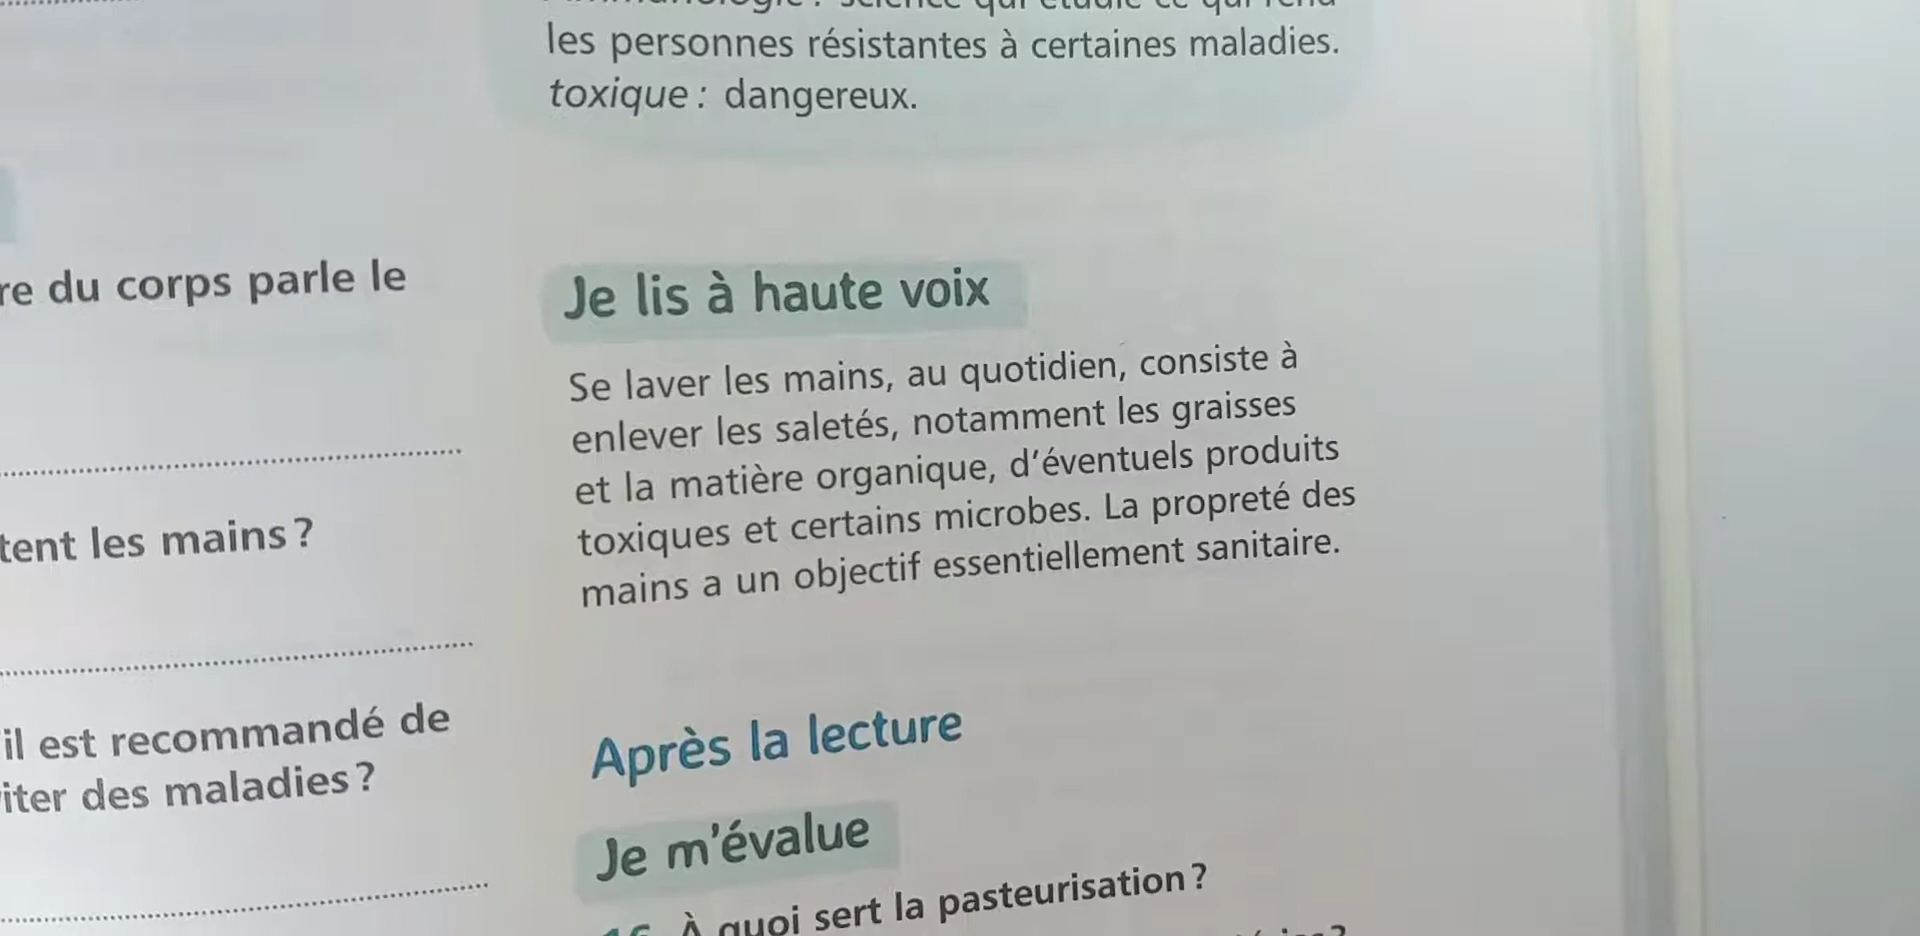 les personnes résistantes à certaines maladies.
toxique : dangereux.
du corps parle le
les mains ?
il est recommandé de
des maladies ?
Je lis à haute voix
Se laver les mains, au quotidien, consiste à
enlever les saletés, notamment les graisses
et la matière organique, d'éventuels produits
toxiques et certains microbes. La propreté des
mains a un objectif essentiellement sanitaire.
Après la lecture
Je m'évalue
À quoi sert la pasteurisation ?